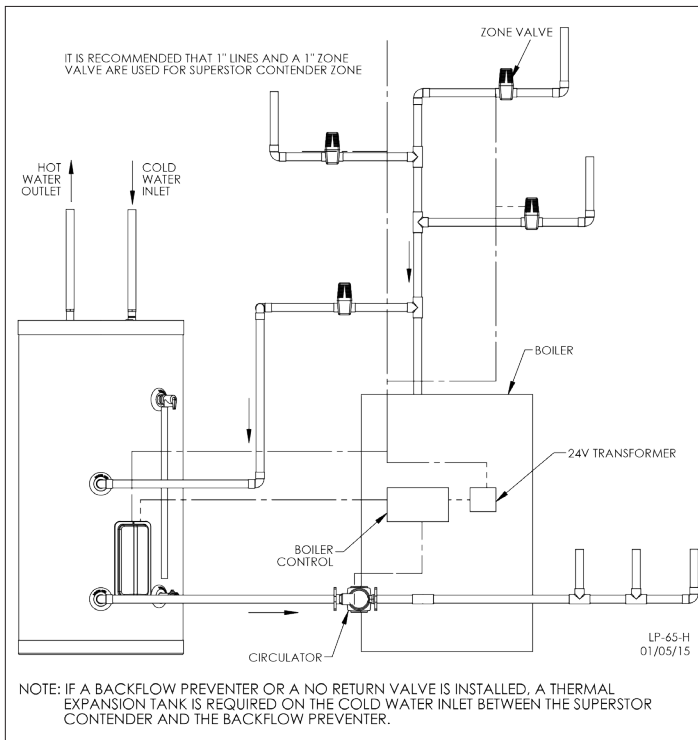 IT IS RECOMMENDED THAT 1" LINES AND A 1" ZONE
VALVE ARE USED FOR SUPERSTOR CONTENDER ZONE
ZONE VALVE
HOT
WATER
OUTLET
COLD
WATER
INLET
BOILER
24V TRANSFORMER
BOILER
CONTROL
CIRCULATOR
LP-65-H
01/05/15
NOTE: IF A BACKFLOW PREVENTER OR A NO RETURN VALVE IS INSTALLED, A THERMAL
EXPANSION TANK IS REQUIRED ON THE COLD WATER INLET BETWEEN THE SUPERSTOR
CONTENDER AND THE BACKFLOW PREVENTER.